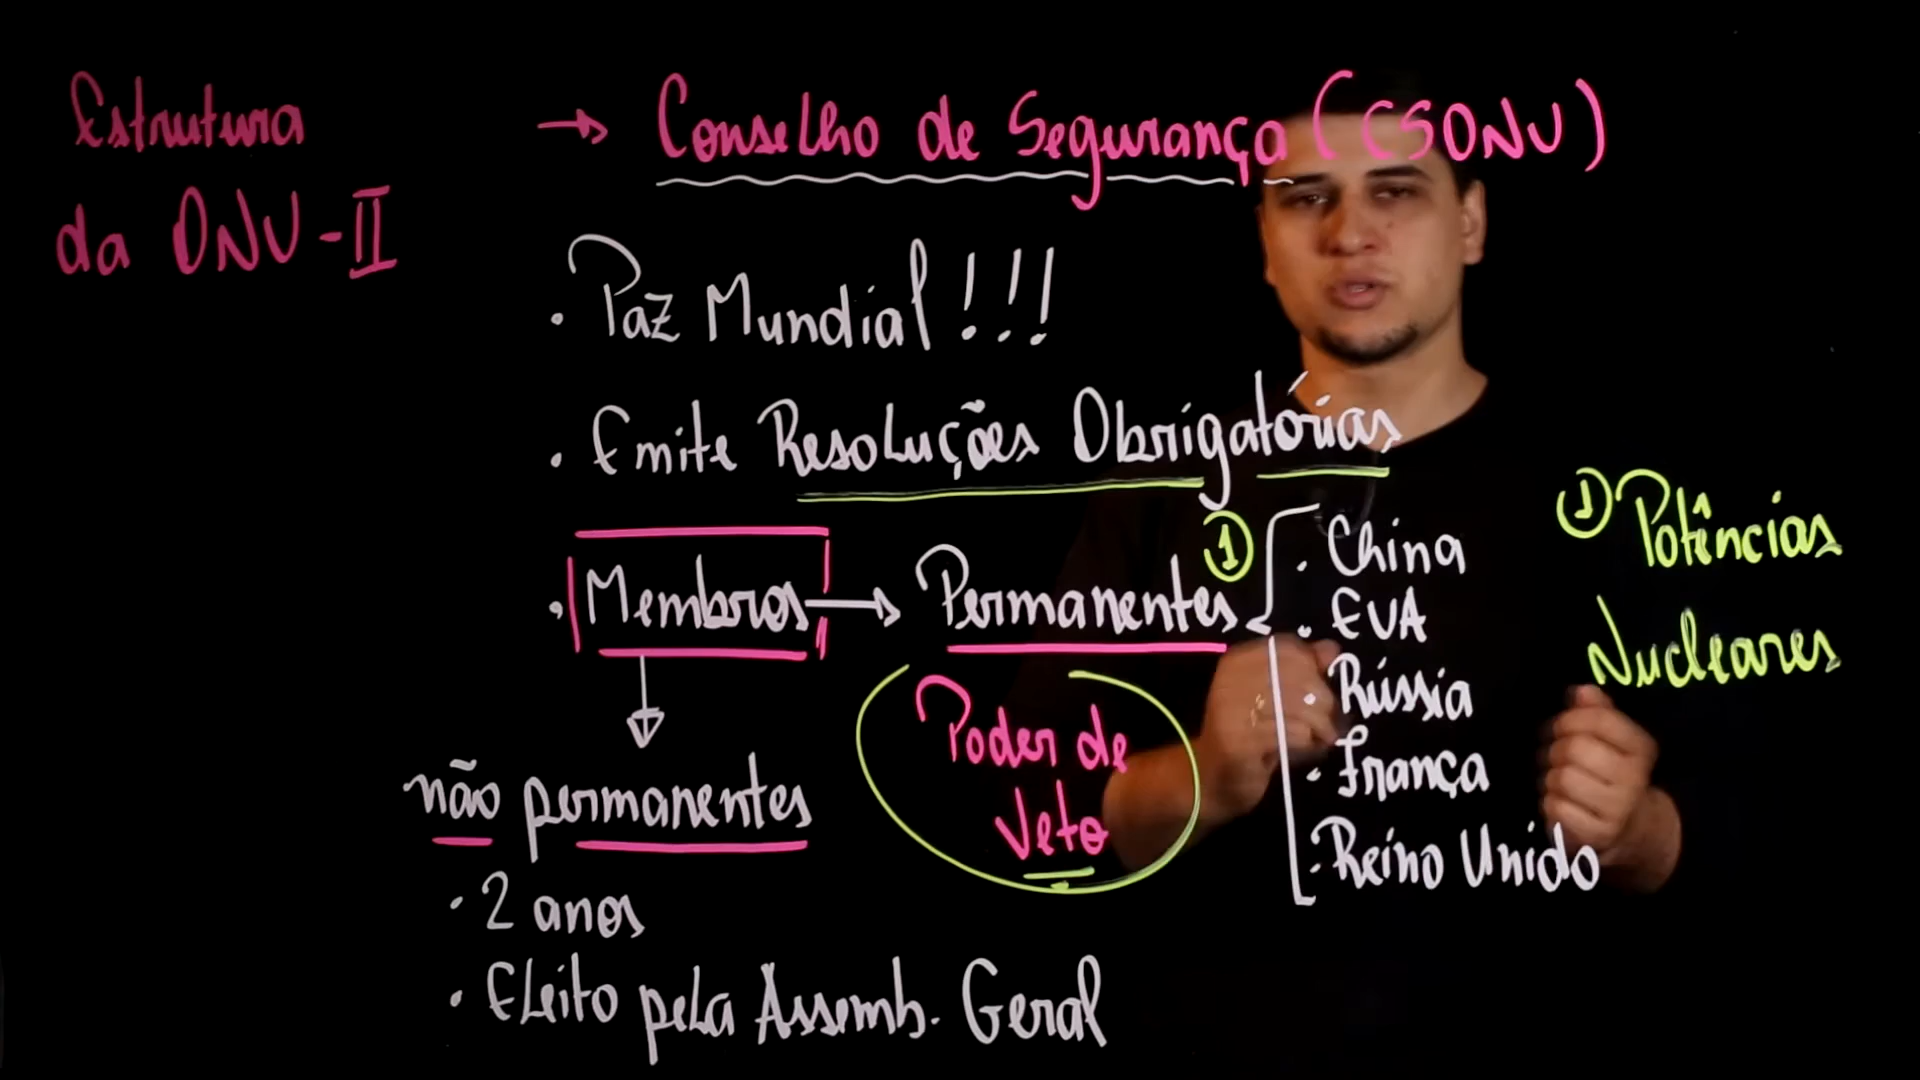 Estrutura
da ONU-II
→ Conselho de Segurança (CSONU)
· Paz Mundial!!!
· Emite Resoluções Obrigatórias
· Membros → Permanentes ①
· China
· EUA
· Rússia
· França
· Reino Unido
① Potências
Nucleares
Poder de
Veto
não permanentes
· 2 anos
· Eleito pela Assemb. Geral